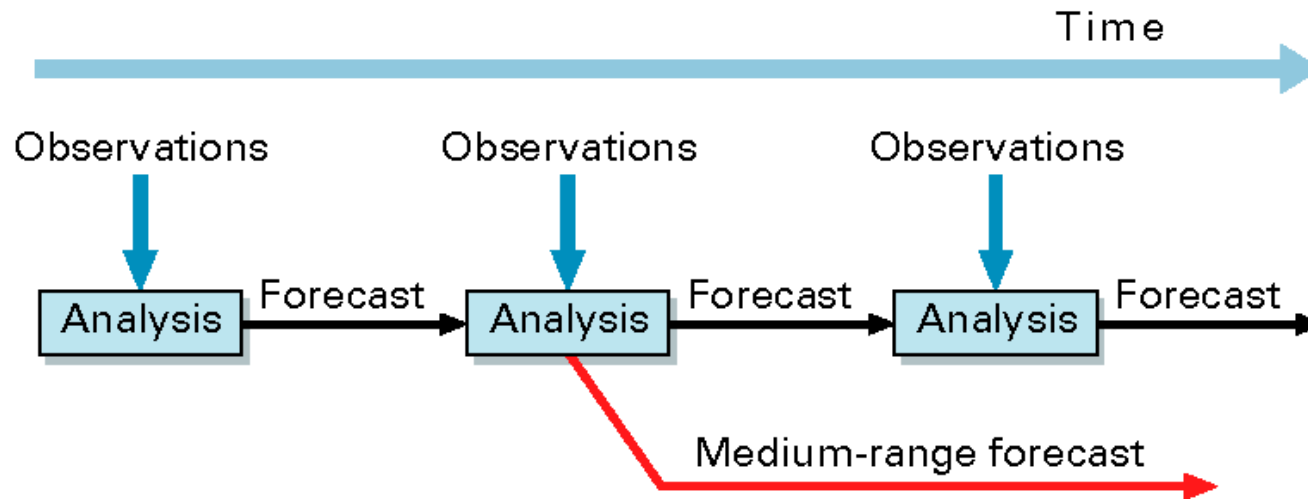 Time
Observations Observations Observations
Forecast Forecast Forecast
Analysis Analysis Analysis
Medium-range forecast